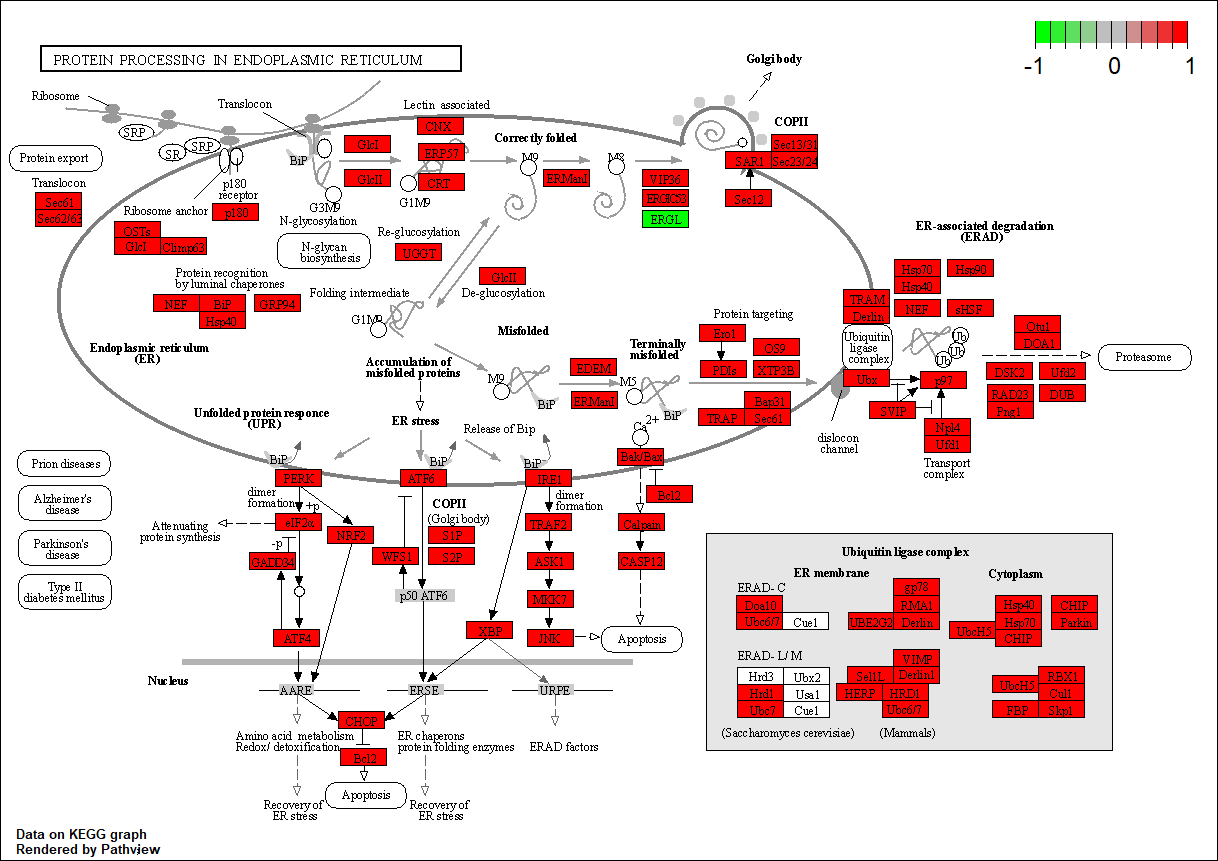 PROTEIN PROCESSING IN ENDOPLASMIC RETICULUM
-1 0 1
Golgi body
Ribosome
Translocon
Lectin associated
SRP
SR
SRP
BiP
GlcI
GlcII
CNX
ERP57
CRT
G1M9
Correctly folded
M9
M8
ERManI
VIP36
ERGIC53
ERGL
COPII
Sec13/31
SAR1
Sec23/24
Sec12
Protein export
Translocon
Sec61
Sec62/63
p180
receptor
p180
Ribosome anchor
OSTs
GlcI
Climp63
G3M9
N-glycosylation
N-glycan
biosynthesis
Re-glucosylation
UGGT
GlcII
De-glucosylation
Protein recognition
by luminal chaperones
NEF
BiP
GRP94
Hsp40
Folding intermediate
G1M9
Endoplasmic reticulum
(ER)
Misfolded
Accumulation of
misfolded proteins
M9
BiP
EDEM
ERManI
Terminally
misfolded
M5
BiP
Protein targeting
Ero1
PDIs
OS9
XTP3B
Bap31
TRAP
Sec61
ER-associated degradation
(ERAD)
Hsp70
Hsp90
Hsp40
NEF
sHSF
TRAM
Derlin
Ubiquitin
ligase
complex
Ub
Ub
Ub
Otu1
DOA1
Proteasome
Ubx
p97
DSK2
Ufd2
RAD23
DUB
Png1
SVIP
Npl4
Ufd1
Transport
complex
dislocon
channel
Unfolded protein responce
(UPR)
ER stress
Release of Bip
Ca2+
BiP
BiP
BiP
PERK
ATF6
IRE1
Bak/Bax
Bcl2
Prion diseases
Alzheimer's
disease
Parkinson's
disease
Type II
diabetes mellitus
dimer
formation
+p
eIF2α
Attenuating
protein synthesis
-p
GADD34
NRF2
ATF4
COPII
(Golgi body)
S1P
S2P
WFS1
p50 ATF6
dimer
formation
TRAF2
ASK1
MKK7
JNK
XBP
Calpain
CASP12
Apoptosis
Nucleus
AARE
ERSE
URPE
CHOP
Bcl2
Amino acid metabolism
Redox/ detoxification
ER chaperons
protein folding enzymes
ERAD factors
Apoptosis
Recovery of
ER stress
Recovery of
ER stress
Ubiquitin ligase complex
ER membrane
Cytoplasm
ERAD- C
Doa10
Ubc6/7
Cue1
gp78
RMA1
UBE2G2
Derlin
Hsp40
Hsp70
UbcH5
CHIP
CHIP
Parkin
ERAD- L/ M
Hrd3
Ubx2
Hrd1
Usa1
Ubc7
Cue1
VIMP
Sel1L
Derlin1
HERP
HRD1
Ubc6/7
RBX1
UbcH5
Cul1
FBP
Skp1
(Saccharomyces cerevisiae)
(Mammals)
Data on KEGG graph
Rendered by Pathview